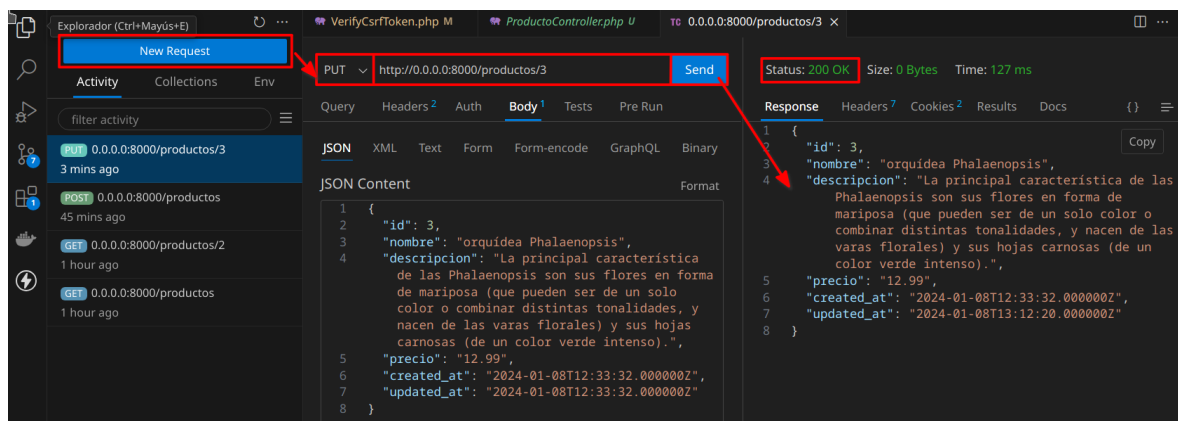 Explorador (Ctrl+Mayús+E)
New Request
Activity Collections Env
filter activity
PUT 0.0.0.0:8000/productos/3
3 mins ago
POST 0.0.0.0:8000/productos
45 mins ago
GET 0.0.0.0:8000/productos/2
1 hour ago
GET 0.0.0.0:8000/productos
1 hour ago
7
1
VerifyCsrfToken.php M ProductoController.php U TC 0.0.0.0:8000/productos/3
PUT http://0.0.0.0:8000/productos/3 Send
Query Headers 2 Auth Body 1 Tests Pre Run
JSON XML Text Form Form-encode GraphQL Binary
JSON Content Format
1 {
2 "id": 3,
3 "nombre": "orquídea Phalaenopsis",
4 "descripcion": "La principal característica
de las Phalaenopsis son sus flores en forma
de mariposa (que pueden ser de un solo
color o combinar distintas tonalidades, y
nacen de las varas florales) y sus hojas
carnosas (de un color verde intenso).",
5 "precio": "12.99",
6 "created_at": "2024-01-08T12:33:32.000000Z",
7 "updated_at": "2024-01-08T12:33:32.000000Z"
8 }
Status: 200 OK Size: 0 Bytes Time: 127 ms
Response Headers 7 Cookies 2 Results Docs {}
Copy
1 {
2 "id": 3,
3 "nombre": "orquídea Phalaenopsis",
4 "descripcion": "La principal característica de las
Phalaenopsis son sus flores en forma de
mariposa (que pueden ser de un solo color o
combinar distintas tonalidades, y nacen de las
varas florales) y sus hojas carnosas (de un
color verde intenso).",
5 "precio": "12.99",
6 "created_at": "2024-01-08T12:33:32.000000Z",
7 "updated_at": "2024-01-08T13:12:20.000000Z"
8 }